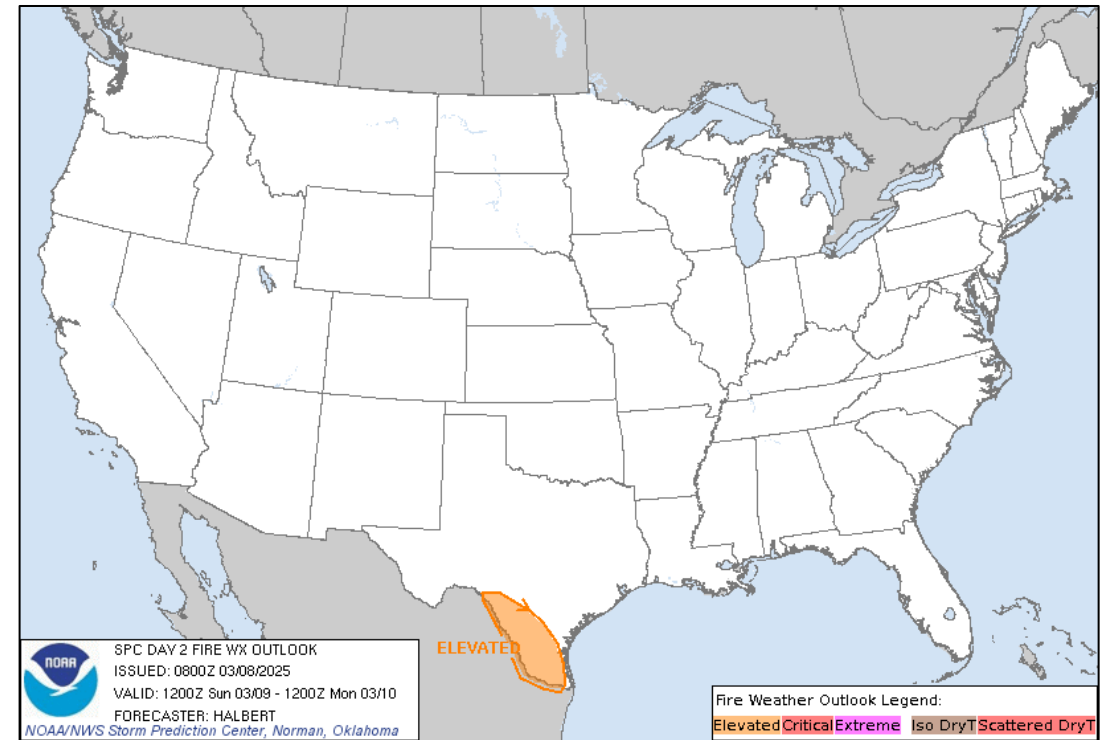 ELEVATED
NOAA
SPC DAY 2 FIRE WX OUTLOOK
ISSUED: 0800Z 03/08/2025
VALID: 1200Z Sun 03/09 - 1200Z Mon 03/10
FORECASTER: HALBERT
NOAA/NWS Storm Prediction Center, Norman, Oklahoma
Fire Weather Outlook Legend:
Elevated Critical Extreme Iso DryT Scattered DryT